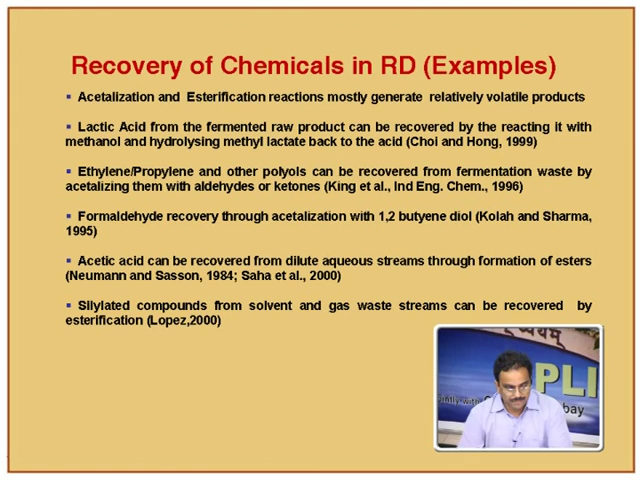 Recovery of Chemicals in RD (Examples)
▪ Acetalization and Esterification reactions mostly generate relatively volatile products
▪ Lactic Acid from the fermented raw product can be recovered by the reacting it with
methanol and hydrolysing methyl lactate back to the acid (Choi and Hong, 1999)
▪ Ethylene/Propylene and other polyols can be recovered from fermentation waste by
acetalizing them with aldehydes or ketones (King et al., Ind Eng. Chem., 1996)
▪ Formaldehyde recovery through acetalization with 1,2 butyene diol (Kolah and Sharma,
1995)
▪ Acetic acid can be recovered from dilute aqueous streams through formation of esters
(Neumann and Sasson, 1984; Saha et al., 2000)
▪ Silylated compounds from solvent and gas waste streams can be recovered by
esterification (Lopez,2000)
PLI
jointly with
bay